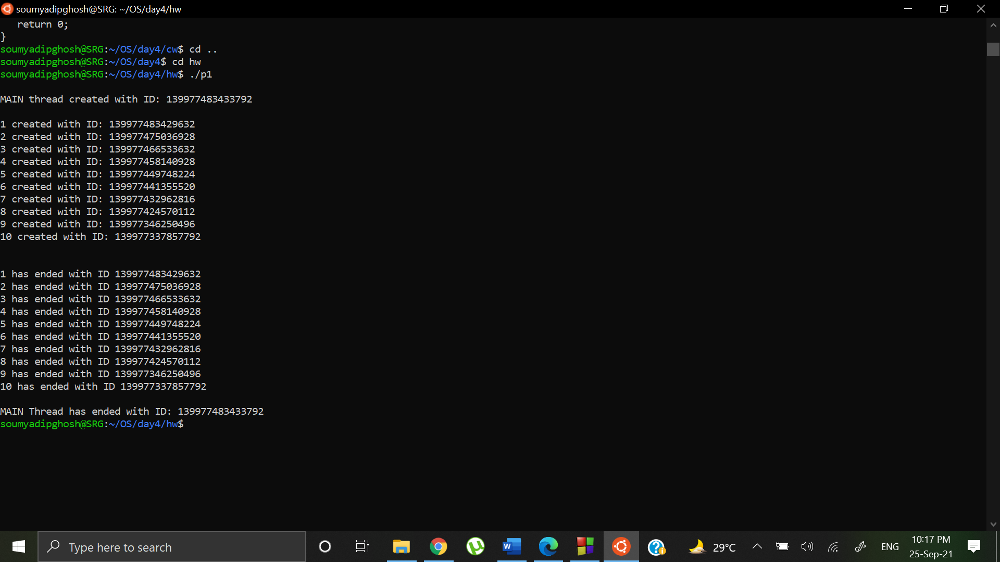 soumyadipghosh@SRG: ~/OS/day4/hw
return 0;
}
soumyadipghosh@SRG:~/OS/day4/cw$ cd ..
soumyadipghosh@SRG:~/OS/day4$ cd hw
soumyadipghosh@SRG:~/OS/day4/hw$ ./p1
MAIN thread created with ID: 139977483433792
1 created with ID: 139977483429632
2 created with ID: 139977475036928
3 created with ID: 139977466533632
4 created with ID: 139977458140928
5 created with ID: 139977449748224
6 created with ID: 139977441355520
7 created with ID: 139977432962816
8 created with ID: 139977424570112
9 created with ID: 139977346250496
10 created with ID: 139977337857792
1 has ended with ID 139977483429632
2 has ended with ID 139977475036928
3 has ended with ID 139977466533632
4 has ended with ID 139977458140928
5 has ended with ID 139977449748224
6 has ended with ID 139977441355520
7 has ended with ID 139977432962816
8 has ended with ID 139977424570112
9 has ended with ID 139977346250496
10 has ended with ID 139977337857792
MAIN Thread has ended with ID: 139977483433792
soumyadipghosh@SRG:~/OS/day4/hw$
Type here to search
29°C
ENG
10:17 PM
25-Sep-21